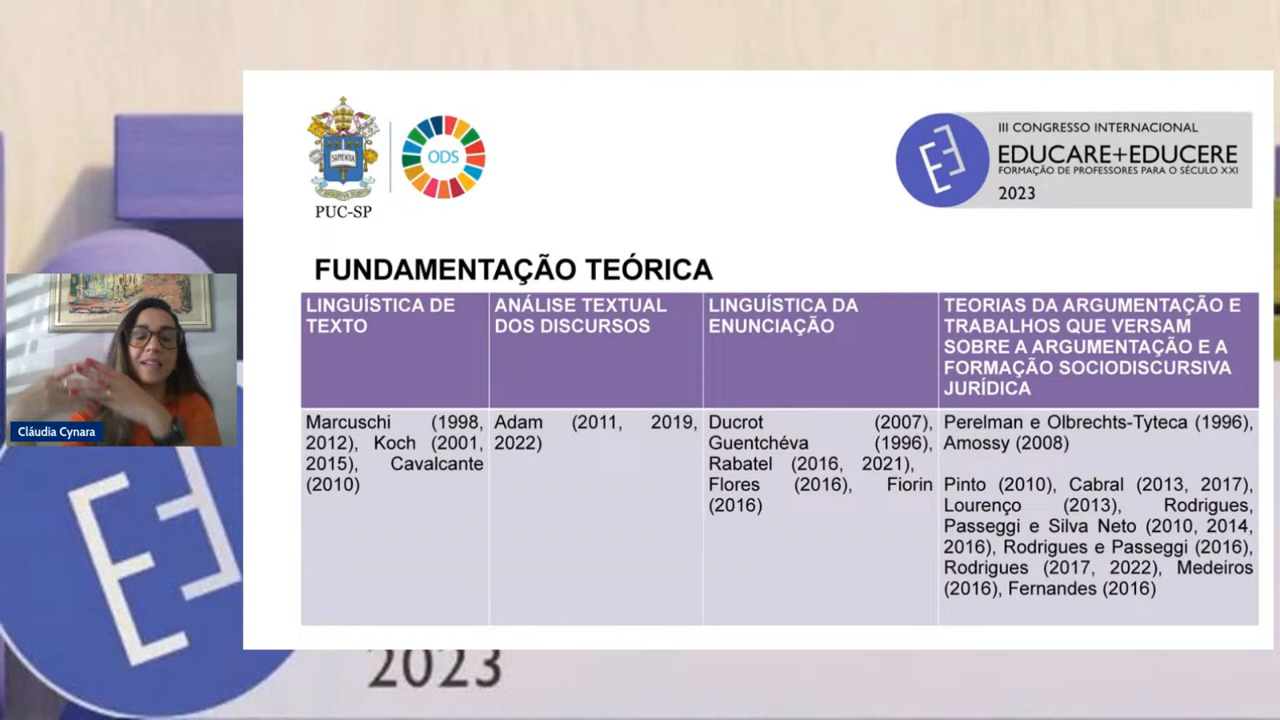 SAPIENTIA
PUC-SP
ODS
III CONGRESSO INTERNACIONAL
EDUCARE+EDUCERE
FORMAÇÃO DE PROFESSORES PARA O SÉCULO XXI
2023
FUNDAMENTAÇÃO TEÓRICA
LINGUÍSTICA DE
TEXTO
ANÁLISE TEXTUAL
DOS DISCURSOS
LINGUÍSTICA DA
ENUNCIAÇÃO
TEORIAS DA ARGUMENTAÇÃO E
TRABALHOS QUE VERSAM
SOBRE A ARGUMENTAÇÃO E A
FORMAÇÃO SOCIODISCURSIVA
JURÍDICA
Marcuschi (1998,
2012), Koch (2001,
2015), Cavalcante
(2010)
Adam (2011, 2019,
2022)
Ducrot (2007),
Guentchéva (1996),
Rabatel (2016, 2021),
Flores (2016), Fiorin
(2016)
Perelman e Olbrechts-Tyteca (1996),
Amossy (2008)
Pinto (2010), Cabral (2013, 2017),
Lourenço (2013), Rodrigues,
Passeggi e Silva Neto (2010, 2014,
2016), Rodrigues e Passeggi (2016),
Rodrigues (2017, 2022), Medeiros
(2016), Fernandes (2016)
Cláudia Cynara
2023